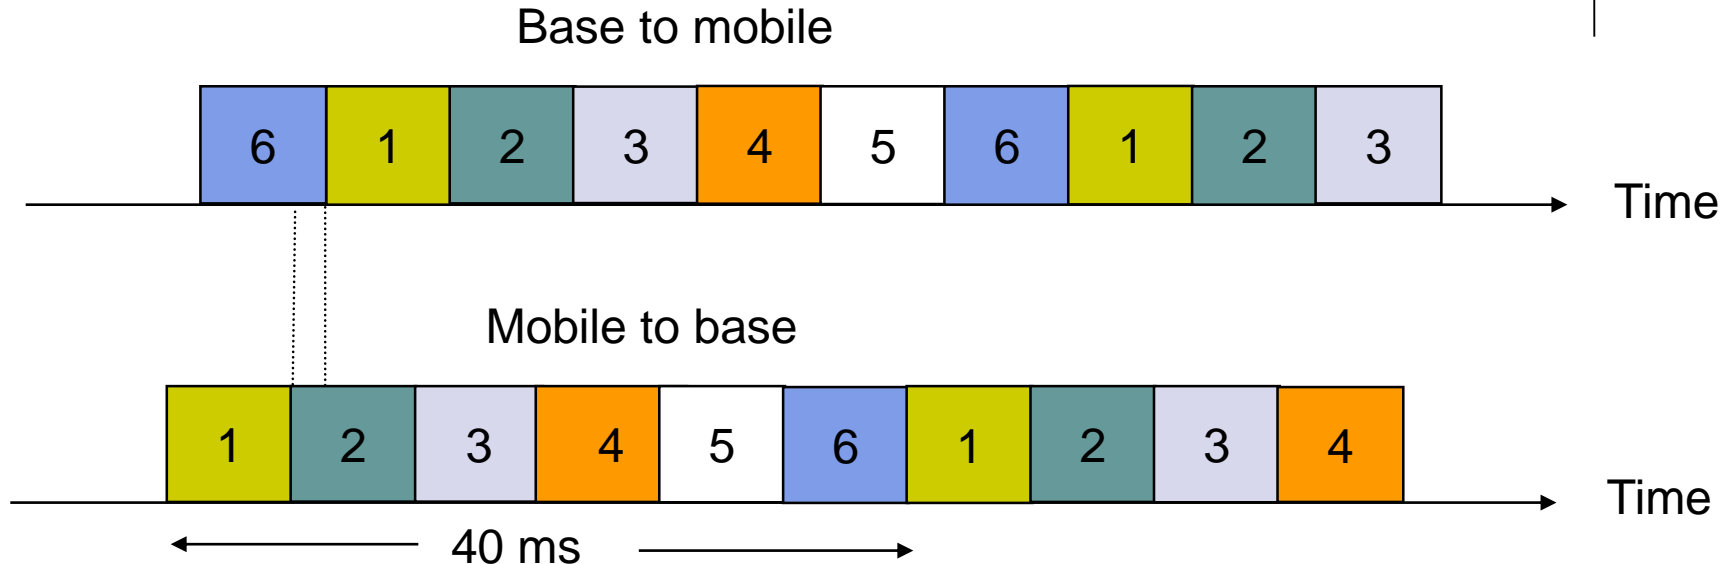 Base to mobile
6 1 2 3 4 5 6 1 2 3
Time
Mobile to base
1 2 3 4 5 6 1 2 3 4
Time
40 ms